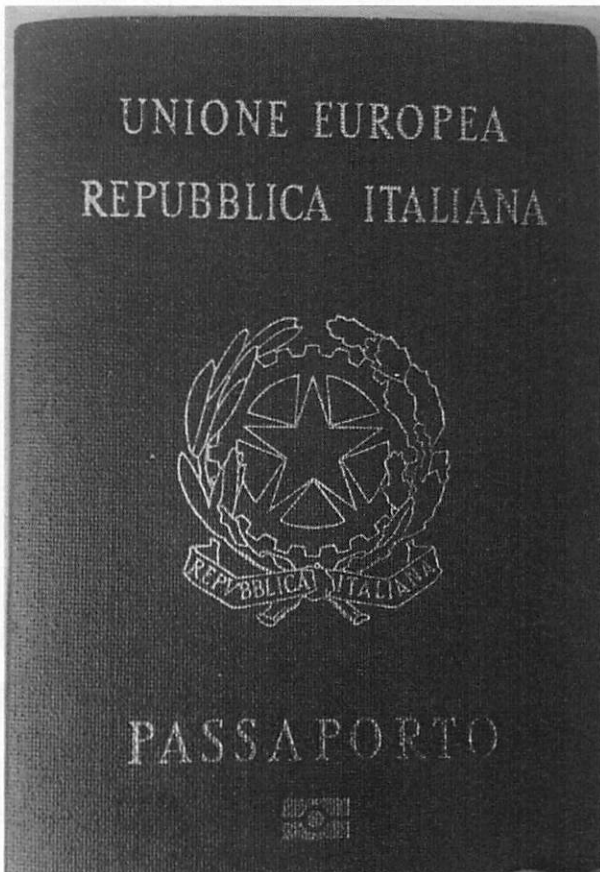 UNIONE EUROPEA
REPUBBLICA ITALIANA
REPVBBLICA ITALIANA
PASSAPORTO